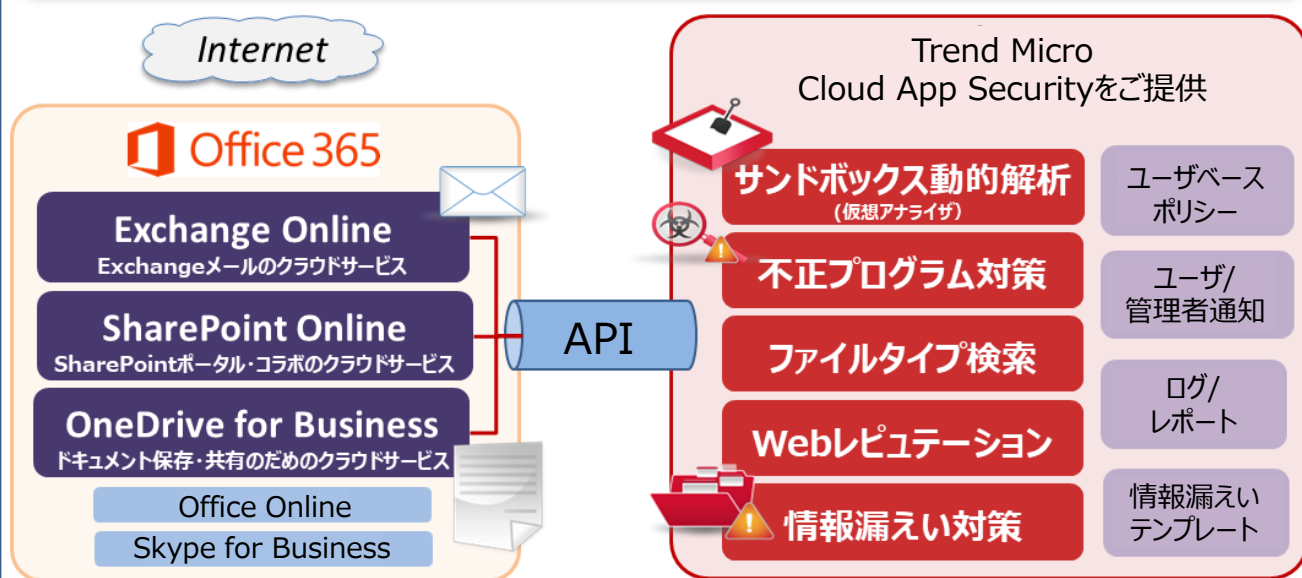 Internet
Office 365
Exchange Online
Exchangeメールのクラウドサービス
SharePoint Online
SharePointポータル・コラボのクラウドサービス
OneDrive for Business
ドキュメント保存・共有のだめのクラウドサービス
Office Online
Skype for Business
API
Trend Micro
Cloud App Securityをご提供
サンドボックス動的解析
(仮想アナライザ)
不正プログラム対策
ファイルタイプ検索
Webレピュテーション
情報漏えい対策
ユーザベース
ポリシー
ユーザ/
管理者通知
ログ/
レポート
情報漏えい
テンプレート